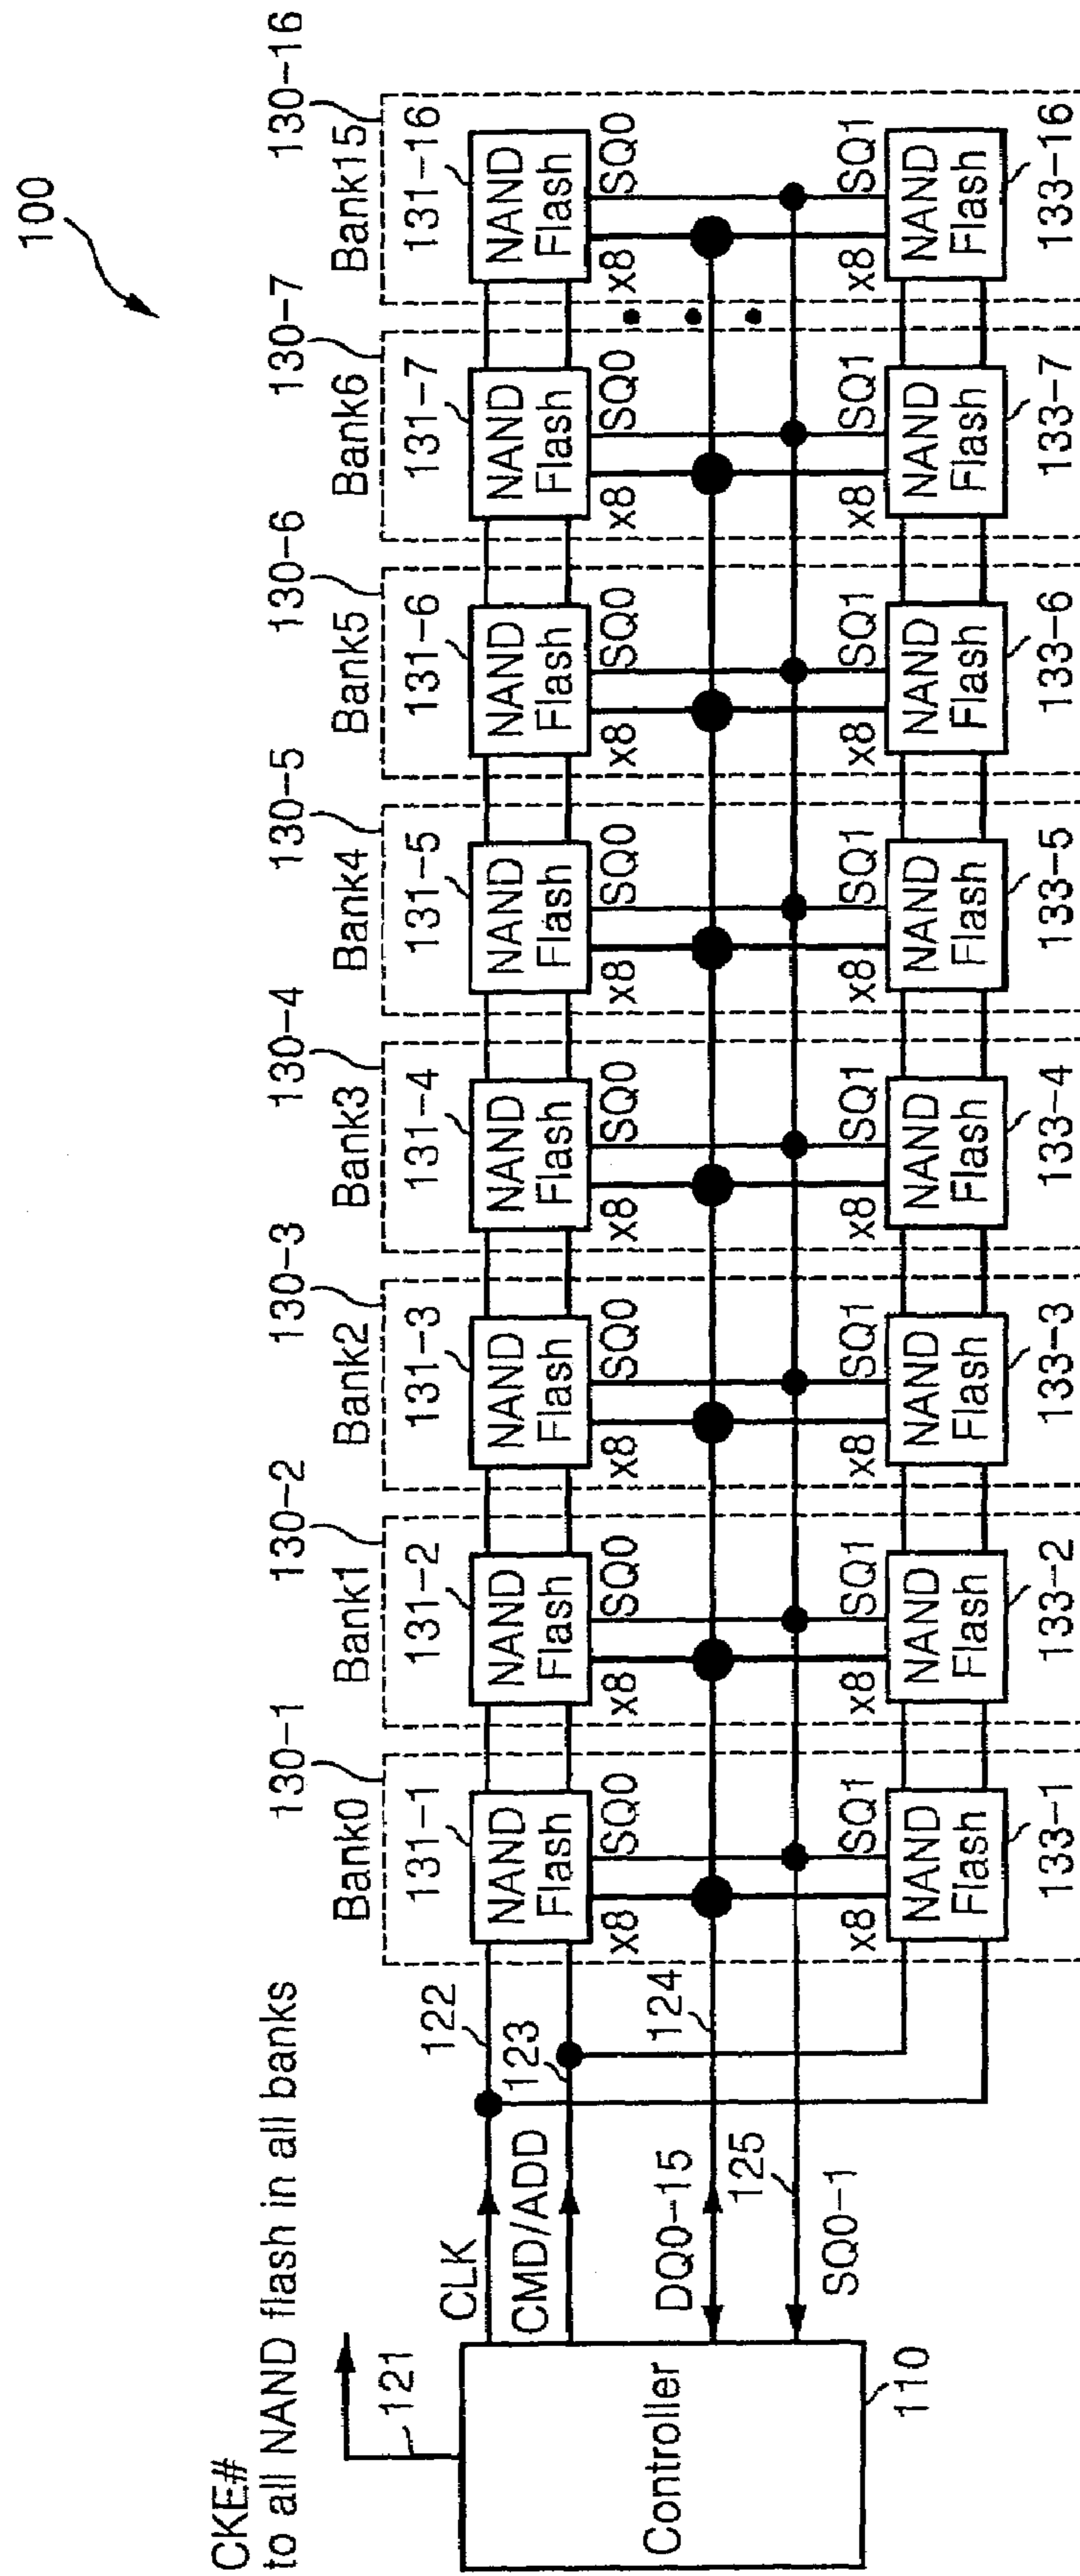 100
CKE#
to all NAND flash in all banks
130-1
130-2
130-3
130-4
130-5
130-6
130-7
130-16
Bank0
Bank1
Bank2
Bank3
Bank4
Bank5
Bank6
Bank15
131-1
131-2
131-3
131-4
131-5
131-6
131-7
131-16
121
CLK
122
CMD/ADD
123
NAND
Flash
NAND
Flash
NAND
Flash
NAND
Flash
NAND
Flash
NAND
Flash
NAND
Flash
NAND
Flash
x8 SQ0
x8 SQ0
x8 SQ0
x8 SQ0
x8 SQ0
x8 SQ0
x8 SQ0
x8 SQ0
Controller
DQ0-15
124
125
SQ0-1
x8 SQ1
x8 SQ1
x8 SQ1
x8 SQ1
x8 SQ1
x8 SQ1
x8 SQ1
x8 SQ1
110
NAND
Flash
NAND
Flash
NAND
Flash
NAND
Flash
NAND
Flash
NAND
Flash
NAND
Flash
NAND
Flash
133-1
133-2
133-3
133-4
133-5
133-6
133-7
133-16